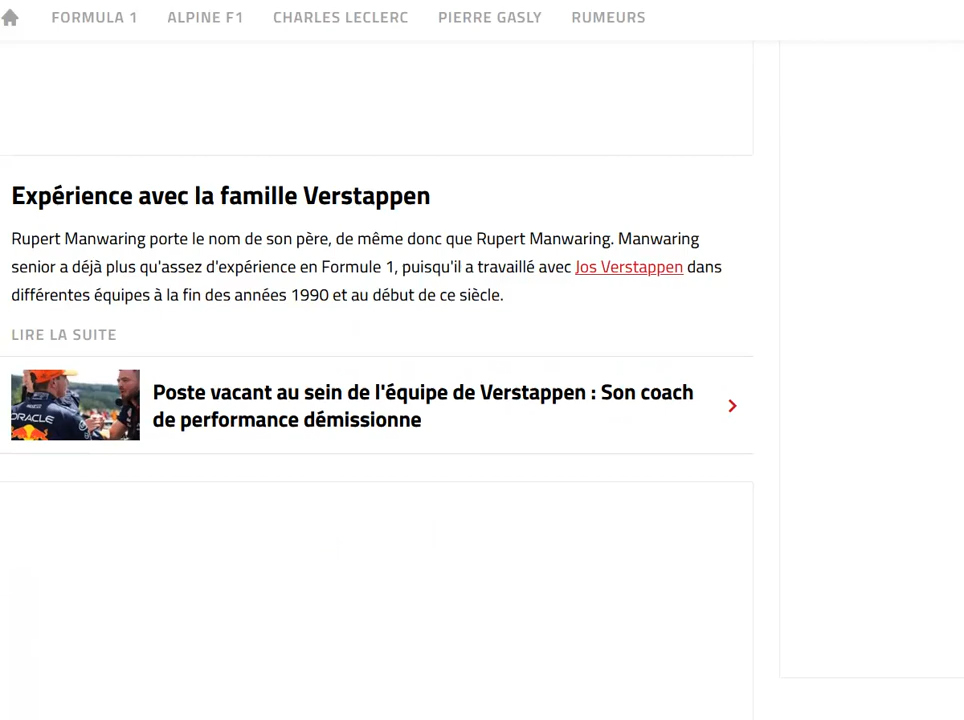 FORMULA 1 ALPINE F1 CHARLES LECLERC PIERRE GASLY RUMEURS
Expérience avec la famille Verstappen
Rupert Manwaring porte le nom de son père, de même donc que Rupert Manwaring. Manwaring
senior a déjà plus qu'assez d'expérience en Formule 1, puisqu'il a travaillé avec Jos Verstappen dans
différentes équipes à la fin des années 1990 et au début de ce siècle.
LIRE LA SUITE
ORACLE
Poste vacant au sein de l'équipe de Verstappen : Son coach
de performance démissionne